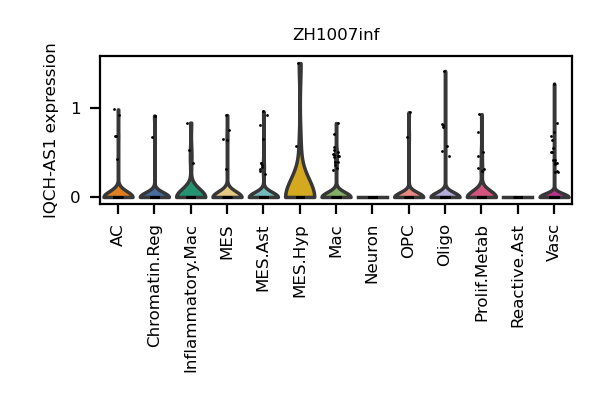 ZH1007inf
IQCH-AS1 expression
1
0
AC
Chromatin.Reg
Inflammatory.Mac
MES
MES.Ast
MES.Hyp
Mac
Neuron
OPC
Oligo
Prolif.Metab
Reactive.Ast
Vasc